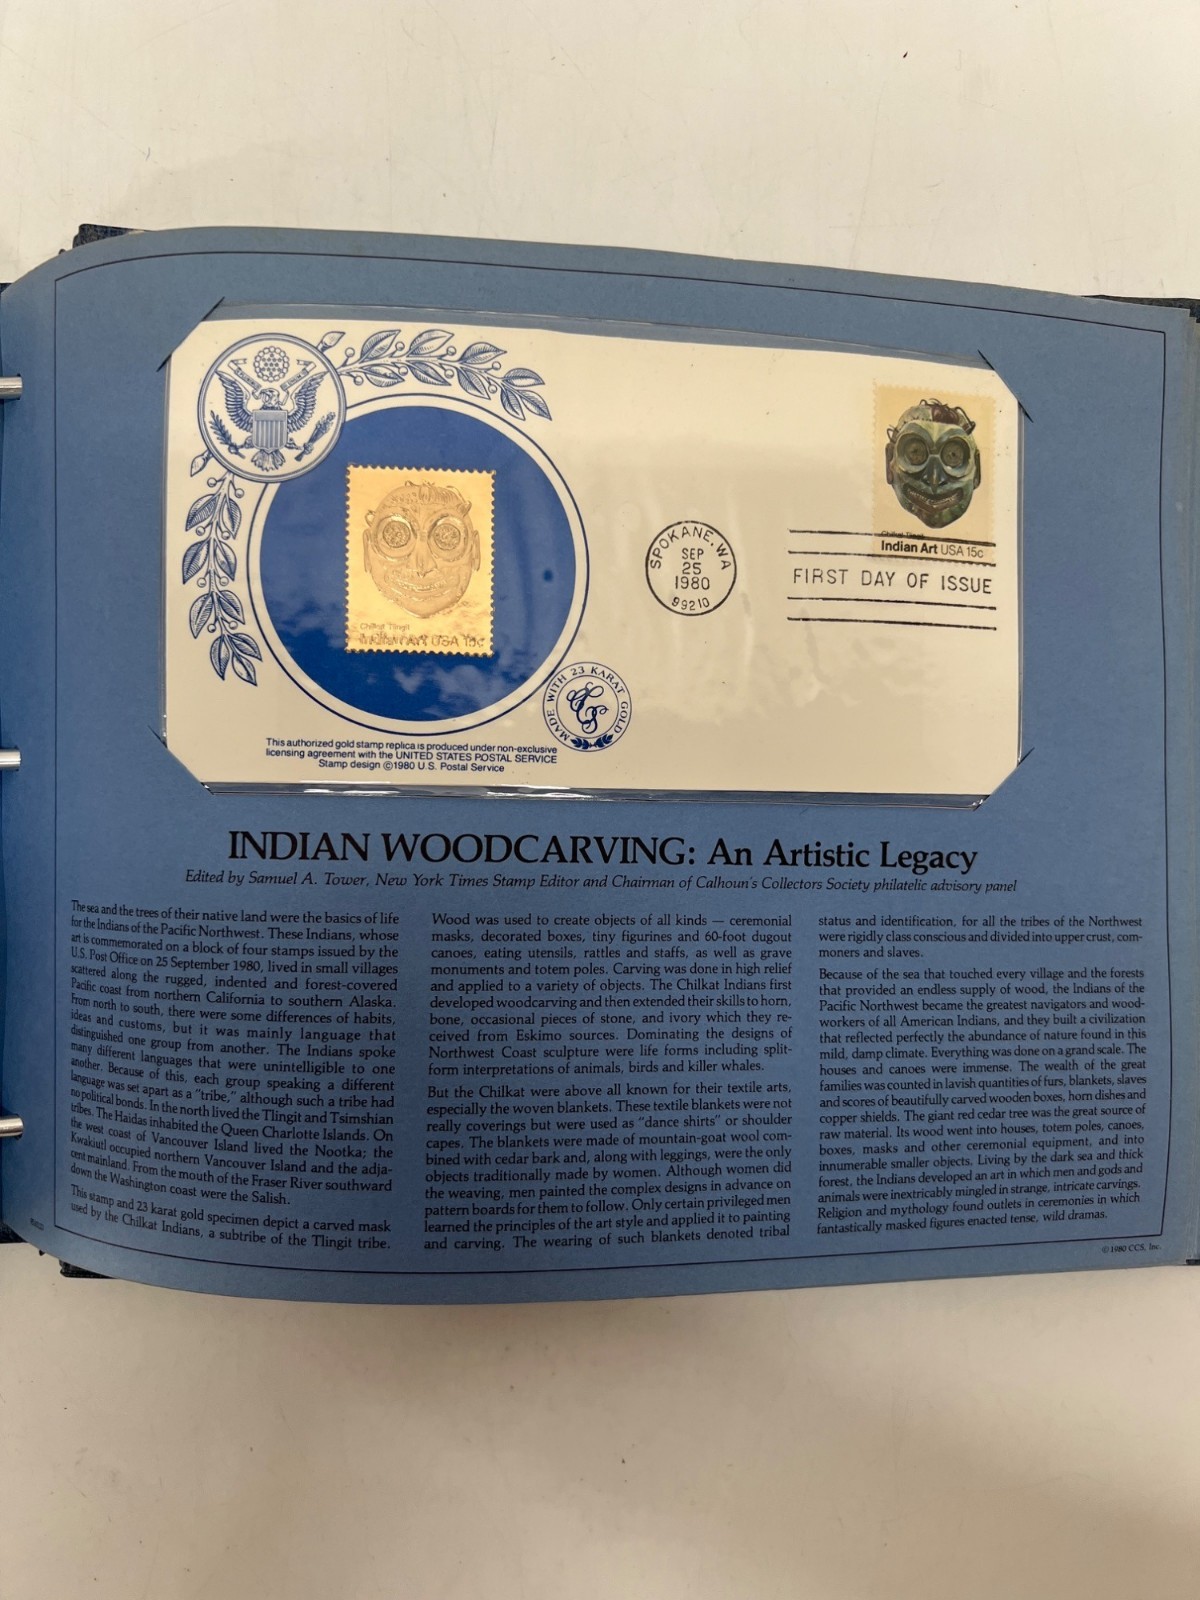 Chilkat Tlingit
Indian Art USA 15c
SPOKANE, WA
SEP
25
1980
99210
FIRST DAY OF ISSUE
Chilkat Tlingit
INDIAN ART USA 15c
MADE WITH 23 KARAT GOLD
CCS
This authorized gold stamp replica is produced under non-exclusive
licensing agreement with the UNITED STATES POSTAL SERVICE
Stamp design ©1980 U.S. Postal Service
INDIAN WOODCARVING: An Artistic Legacy
Edited by Samuel A. Tower, New York Times Stamp Editor and Chairman of Calhoun's Collectors Society philatelic advisory panel
The sea and the trees of their native land were the basics of life
for the Indians of the Pacific Northwest. These Indians, whose
art is commemorated on a block of four stamps issued by the
U.S. Post Office on 25 September 1980, lived in small villages
scattered along the rugged, indented and forest-covered
Pacific coast from northern California to southern Alaska.
From north to south, there were some differences of habits,
ideas and customs, but it was mainly language that
distinguished one group from another. The Indians spoke
many different languages that were unintelligible to one
another. Because of this, each group speaking a different
language was set apart as a "tribe," although such a tribe had
no political bonds. In the north lived the Tlingit and Tsimshian
tribes. The Haidas inhabited the Queen Charlotte Islands. On
the west coast of Vancouver Island lived the Nootka; the
Kwakiutl occupied northern Vancouver Island and the adja-
cent mainland. From the mouth of the Fraser River southward
down the Washington coast were the Salish.
This stamp and 23 karat gold specimen depict a carved mask
used by the Chilkat Indians, a subtribe of the Tlingit tribe.
Wood was used to create objects of all kinds — ceremonial
masks, decorated boxes, tiny figurines and 60-foot dugout
canoes, eating utensils, rattles and staffs, as well as grave
monuments and totem poles. Carving was done in high relief
and applied to a variety of objects. The Chilkat Indians first
developed woodcarving and then extended their skills to horn,
bone, occasional pieces of stone, and ivory which they re-
ceived from Eskimo sources. Dominating the designs of
Northwest Coast sculpture were life forms including split-
form interpretations of animals, birds and killer whales.
But the Chilkat were above all known for their textile arts,
especially the woven blankets. These textile blankets were not
really coverings but were used as "dance shirts" or shoulder
capes. The blankets were made of mountain-goat wool com-
bined with cedar bark and, along with leggings, were the only
objects traditionally made by women. Although women did
the weaving, men painted the complex designs in advance on
pattern boards for them to follow. Only certain privileged men
learned the principles of the art style and applied it to painting
and carving. The wearing of such blankets denoted tribal
status and identification, for all the tribes of the Northwest
were rigidly class conscious and divided into upper crust, com-
moners and slaves.
Because of the sea that touched every village and the forests
that provided an endless supply of wood, the Indians of the
Pacific Northwest became the greatest navigators and wood-
workers of all American Indians, and they built a civilization
that reflected perfectly the abundance of nature found in this
mild, damp climate. Everything was done on a grand scale. The
houses and canoes were immense. The wealth of the great
families was counted in lavish quantities of furs, blankets, slaves
and scores of beautifully carved wooden boxes, horn dishes and
copper shields. The giant red cedar tree was the great source of
raw material. Its wood went into houses, totem poles, canoes,
boxes, masks and other ceremonial equipment, and into
innumerable smaller objects. Living by the dark sea and thick
forest, the Indians developed an art in which men and gods and
animals were inextricably mingled in strange, intricate carvings.
Religion and mythology found outlets in ceremonies in which
fantastically masked figures enacted tense, wild dramas.
© 1980 CCS, Inc.